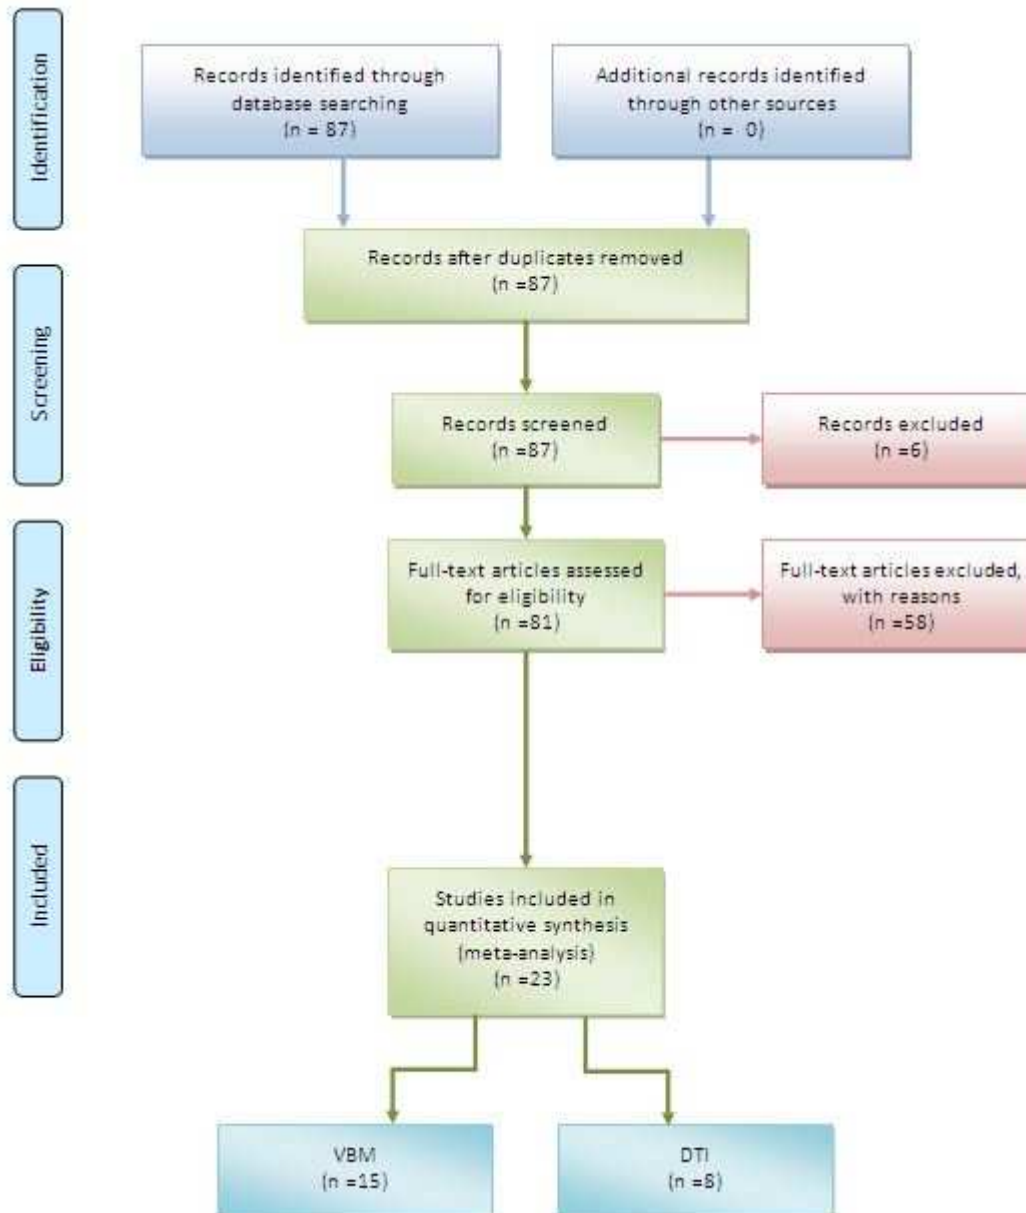 Identification
Records identified through
database searching
(n = 87)
Additional records identified
through other sources
(n = 0)
Records after duplicates removed
(n =87)
Screening
Records screened
(n =87)
Records excluded
(n =6)
Eligibility
Full-text articles assessed
for eligibility
(n =81)
Full-text articles excluded,
with reasons
(n =58)
Included
Studies included in
quantitative synthesis
(meta-analysis)
(n =23)
VBM
(n =15)
DTI
(n =8)